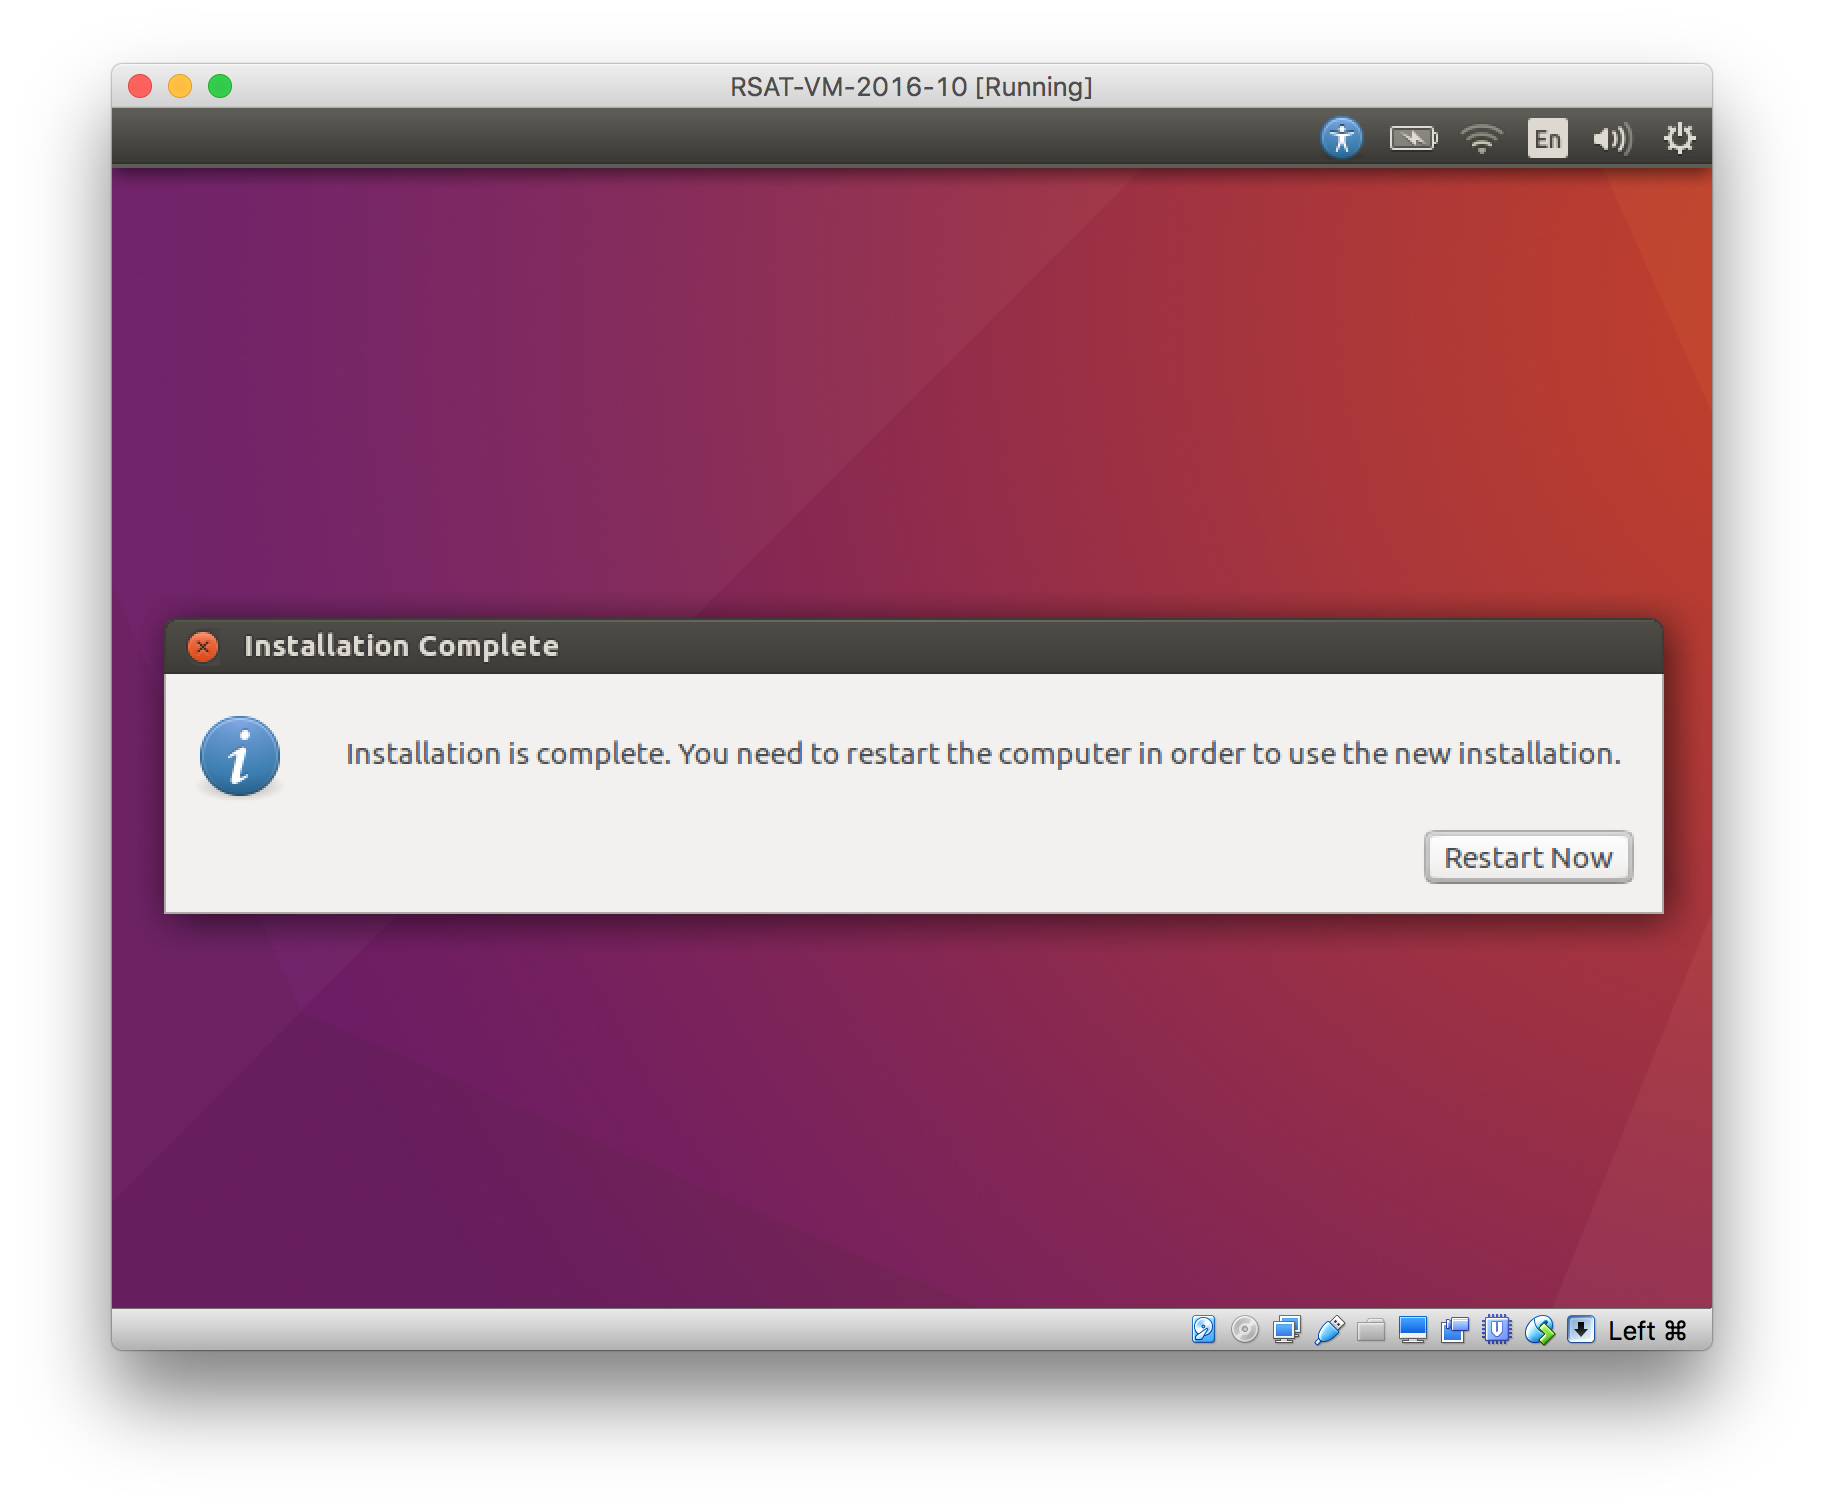 RSAT-VM-2016-10 [Running]
En
Installation Complete
Installation is complete. You need to restart the computer in order to use the new installation.
Restart Now
Left ⌘